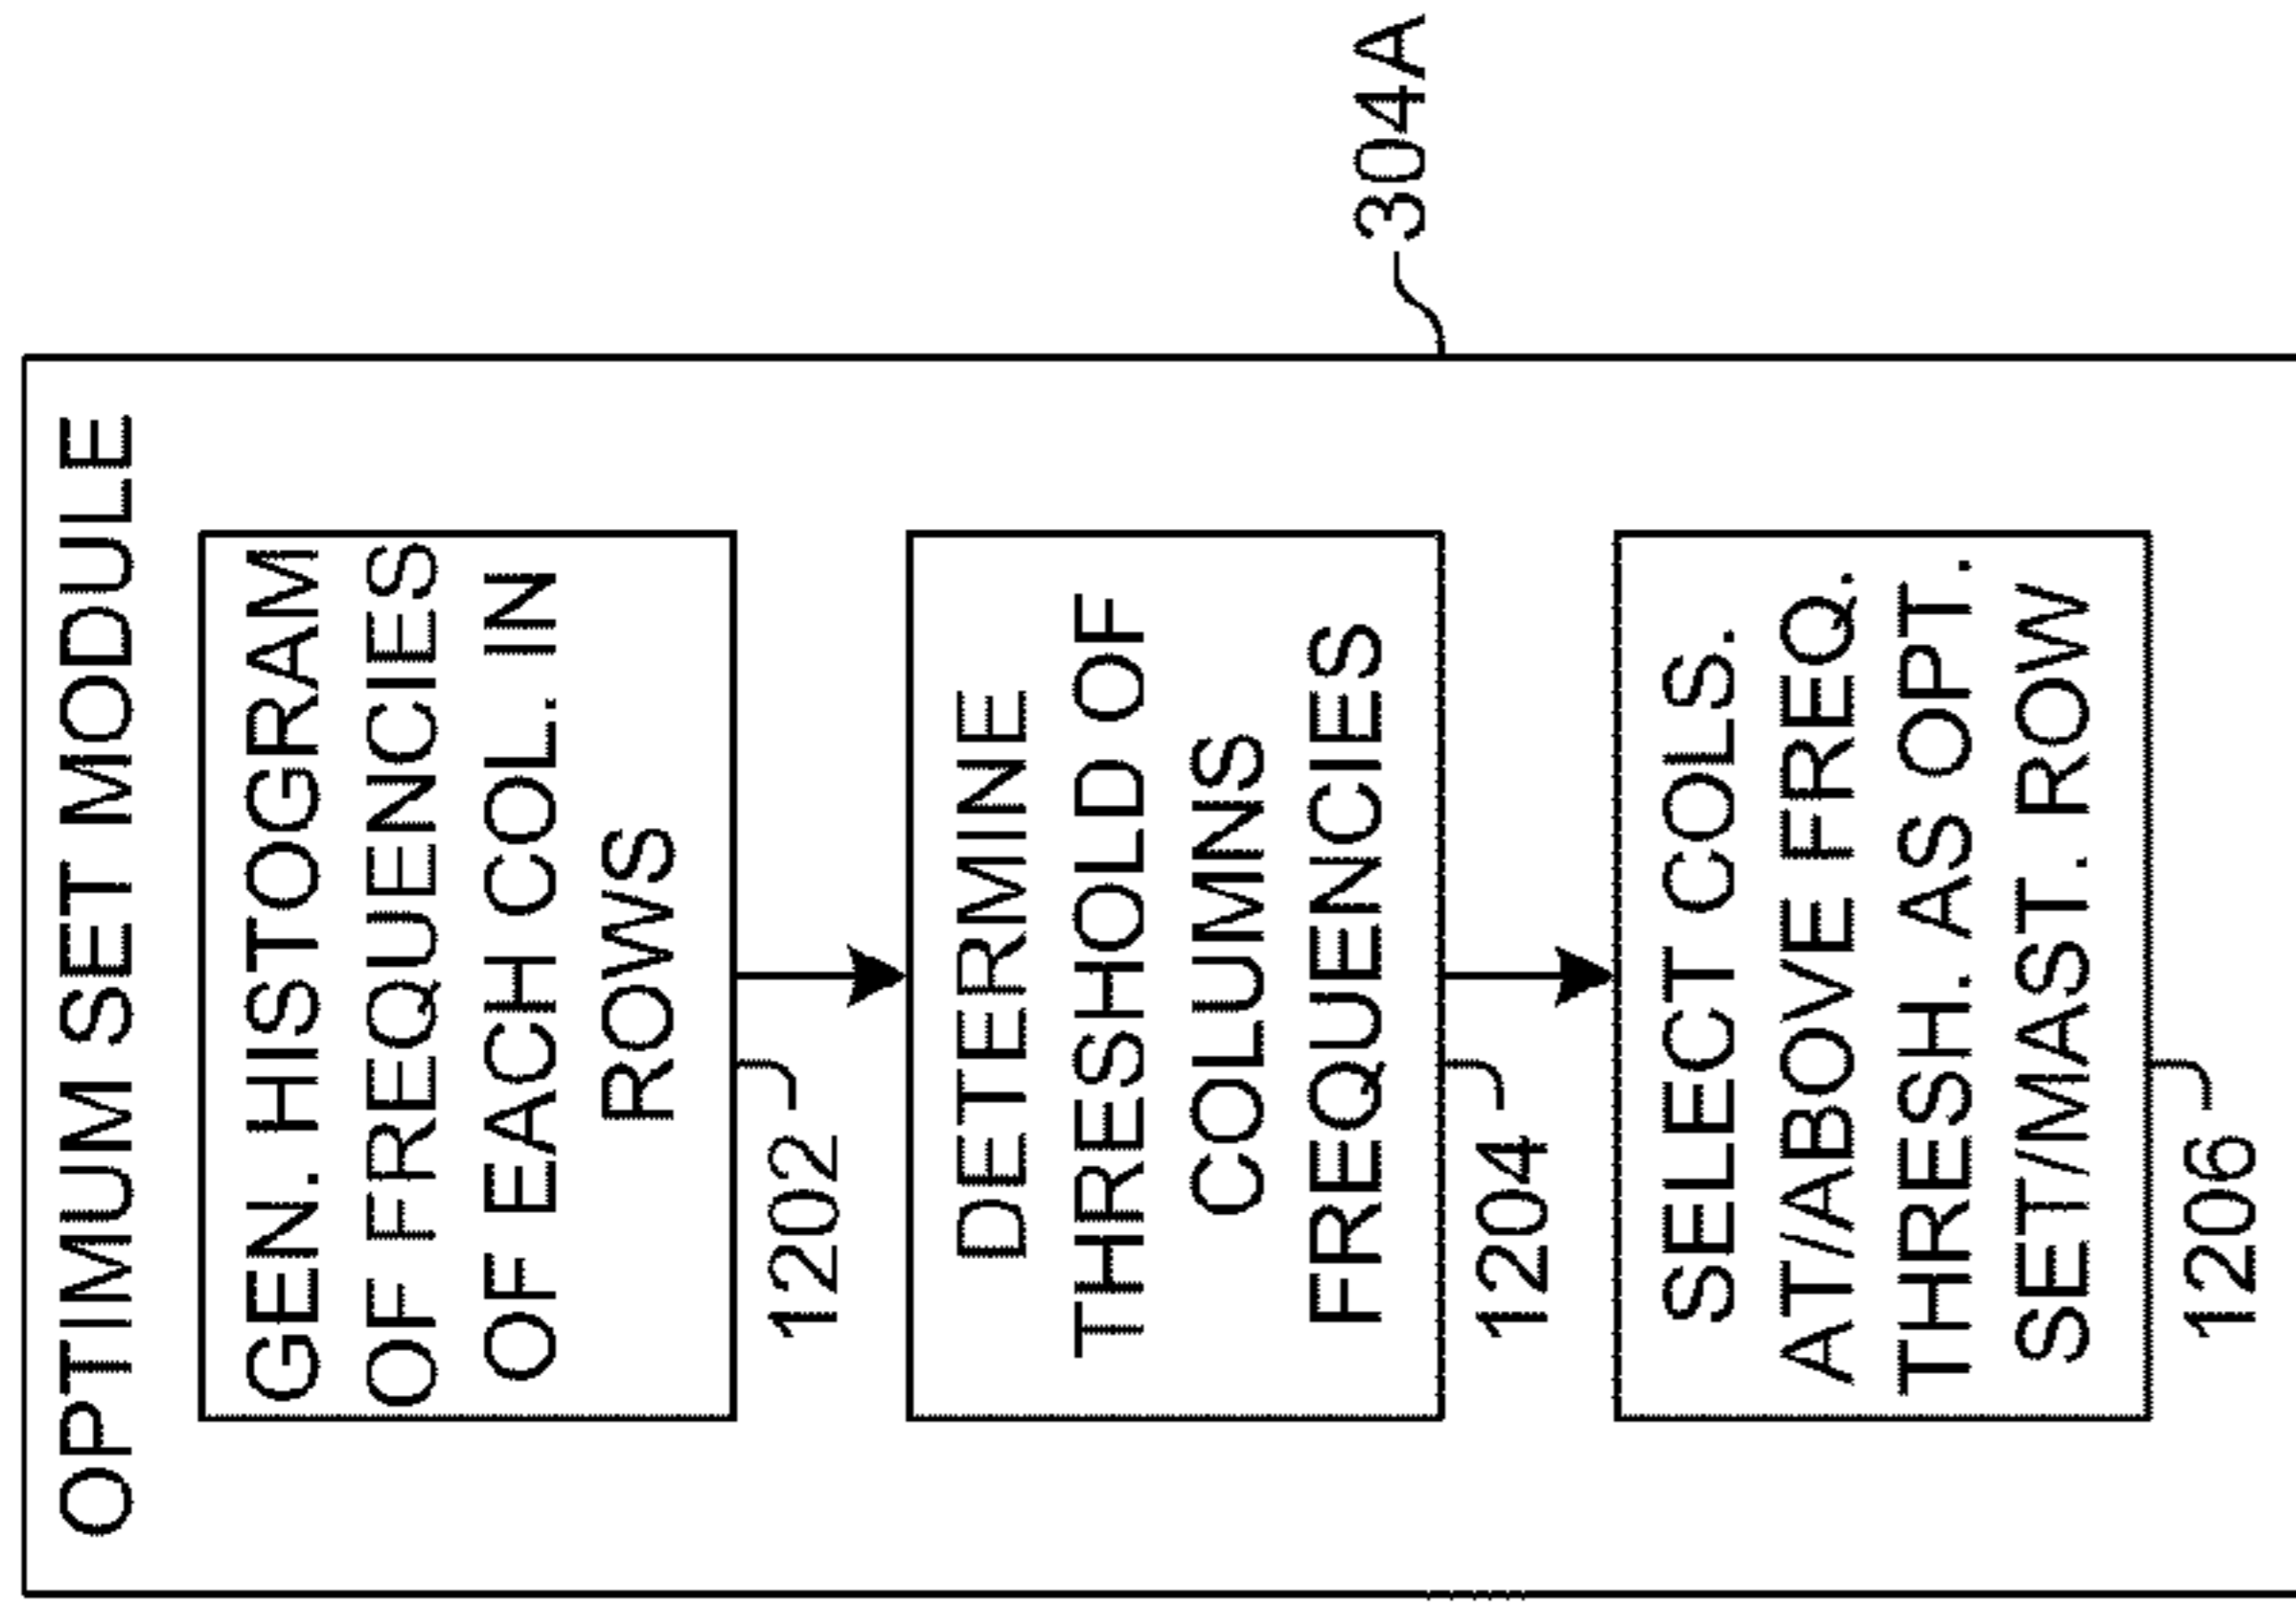 OPTIMUM SET MODULE
GEN. HISTOGRAM
OF FREQUENCIES
OF EACH COL. IN
ROWS
1202
DETERMINE
THRESHOLD OF
COLUMNS
FREQUENCIES
1204
304A
SELECT COLS.
AT/ABOVE FREQ.
THRESH. AS OPT.
SET/MAST. ROW
1206